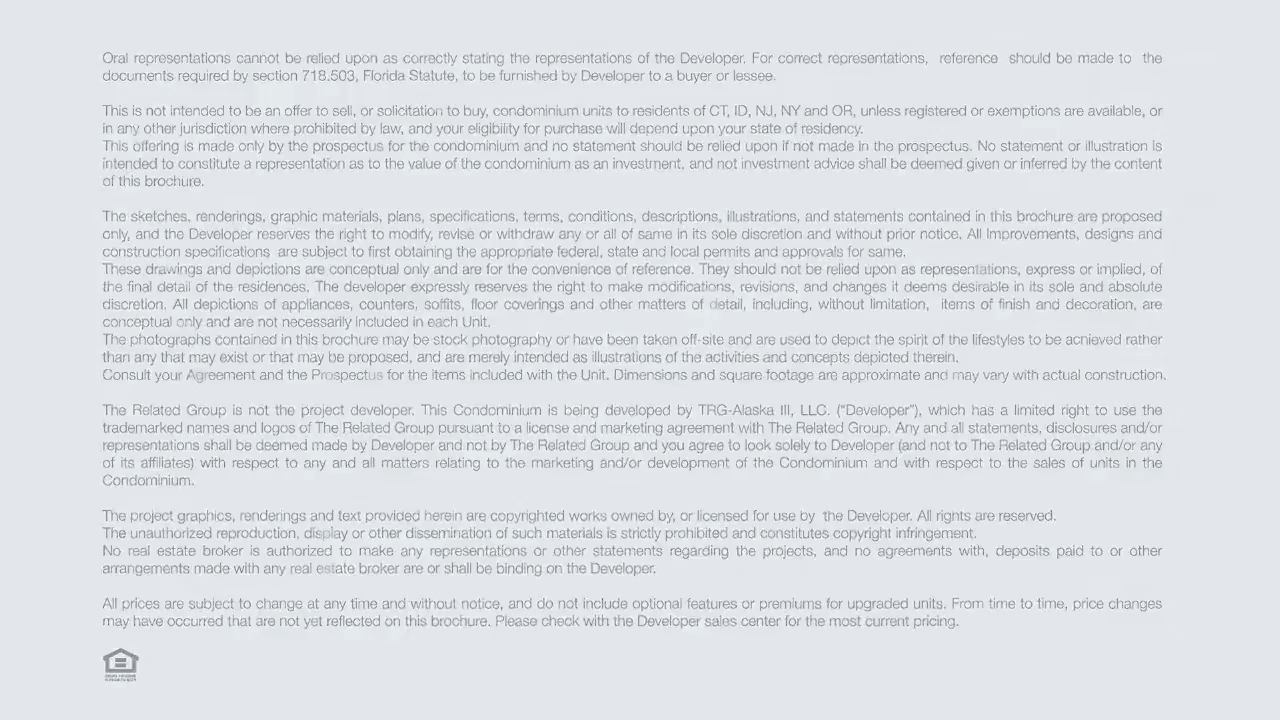 Oral representations cannot be relied upon as correctly stating the representations of the Developer. For correct representations, reference should be made to the
documents required by section 718.503, Florida Statute, to be furnished by Developer to a buyer or lessee.
This is not intended to be an offer to sell, or solicitation to buy, condominium units to residents of CT, ID, NJ, NY and OR, unless registered or exemptions are available, or
in any other jurisdiction where prohibited by law, and your eligibility for purchase will depend upon your state of residency.
This offering is made only by the prospectus for the condominium and no statement should be relied upon if not made in the prospectus. No statement or illustration is
intended to constitute a representation as to the value of the condominium as an investment, and not investment advice shall be deemed given or inferred by the content
of this brochure.
The sketches, renderings, graphic materials, plans, specifications, terms, conditions, descriptions, illustrations, and statements contained in this brochure are proposed
only, and the Developer reserves the right to modify, revise or withdraw any or all of same in its sole discretion and without prior notice. All Improvements, designs and
construction specifications are subject to first obtaining the appropriate federal, state and local permits and approvals for same.
These drawings and depictions are conceptual only and are for the convenience of reference. They should not be relied upon as representations, express or implied, of
the final detail of the residences. The developer expressly reserves the right to make modifications, revisions, and changes it deems desirable in its sole and absolute
discretion. All depictions of appliances, counters, soffits, floor coverings and other matters of detail, including, without limitation, items of finish and decoration, are
conceptual only and are not necessarily included in each Unit.
The photographs contained in this brochure may be stock photography or have been taken off-site and are used to depict the spirit of the lifestyles to be achieved rather
than any that may exist or that may be proposed, and are merely intended as illustrations of the activities and concepts depicted therein.
Consult your Agreement and the Prospectus for the items included with the Unit. Dimensions and square footage are approximate and may vary with actual construction.
The Related Group is not the project developer. This Condominium is being developed by TRG-Alaska III, LLC. (“Developer”), which has a limited right to use the
trademarked names and logos of The Related Group pursuant to a license and marketing agreement with The Related Group. Any and all statements, disclosures and/or
representations shall be deemed made by Developer and not by The Related Group and you agree to look solely to Developer (and not to The Related Group and/or any
of its affiliates) with respect to any and all matters relating to the marketing and/or development of the Condominium and with respect to the sales of units in the
Condominium.
The project graphics, renderings and text provided herein are copyrighted works owned by, or licensed for use by the Developer. All rights are reserved.
The unauthorized reproduction, display or other dissemination of such materials is strictly prohibited and constitutes copyright infringement.
No real estate broker is authorized to make any representations or other statements regarding the projects, and no agreements with, deposits paid to or other
arrangements made with any real estate broker are or shall be binding on the Developer.
All prices are subject to change at any time and without notice, and do not include optional features or premiums for upgraded units. From time to time, price changes
may have occurred that are not yet reflected on this brochure. Please check with the Developer sales center for the most current pricing.